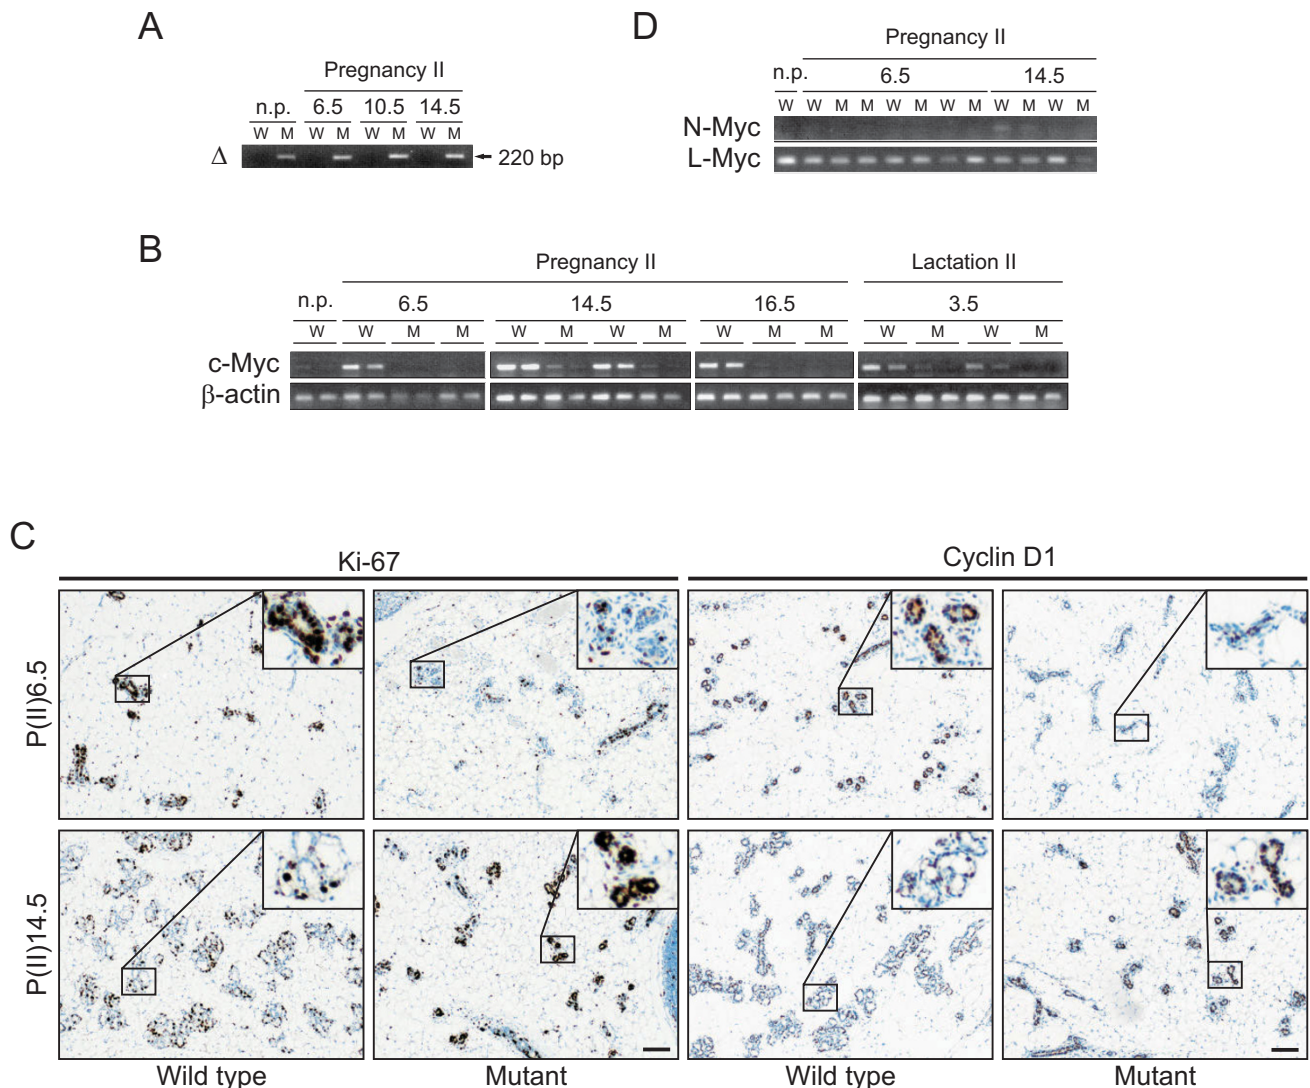 A
Pregnancy II
n.p. 6.5 10.5 14.5
W M W M W M W M
Δ ← 220 bp
D
Pregnancy II
n.p. 6.5 14.5
W W M M W W M M W M W M
N-Myc
L-Myc
B
Pregnancy II Lactation II
n.p. 6.5 14.5 16.5 3.5
W W M M W M W M W M M W M W M
c-Myc
β-actin
C
Ki-67 Cyclin D1
P(II)6.5
P(II)14.5
Wild type Mutant Wild type Mutant